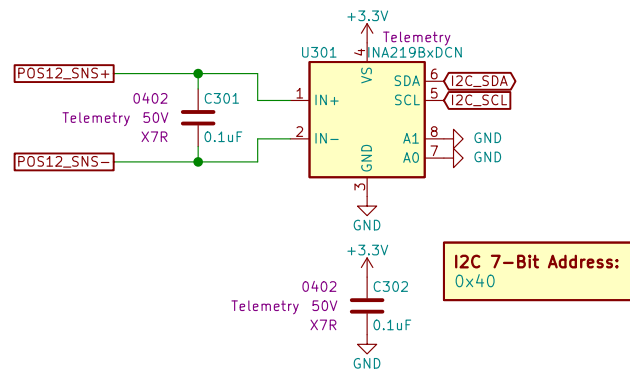 +3.3V
Telemetry
U301
INA219BxDCN
4
VS
POS12_SNS+
SDA
6
I2C_SDA
0402
C301
1
IN+
SCL
5
I2C_SCL
Telemetry
50V
X7R
0.1uF
2
IN-
A1
8
GND
POS12_SNS-
GND
A0
7
GND
3
GND
+3.3V
I2C 7-Bit Address:
0x40
0402
C302
Telemetry
50V
X7R
0.1uF
GND